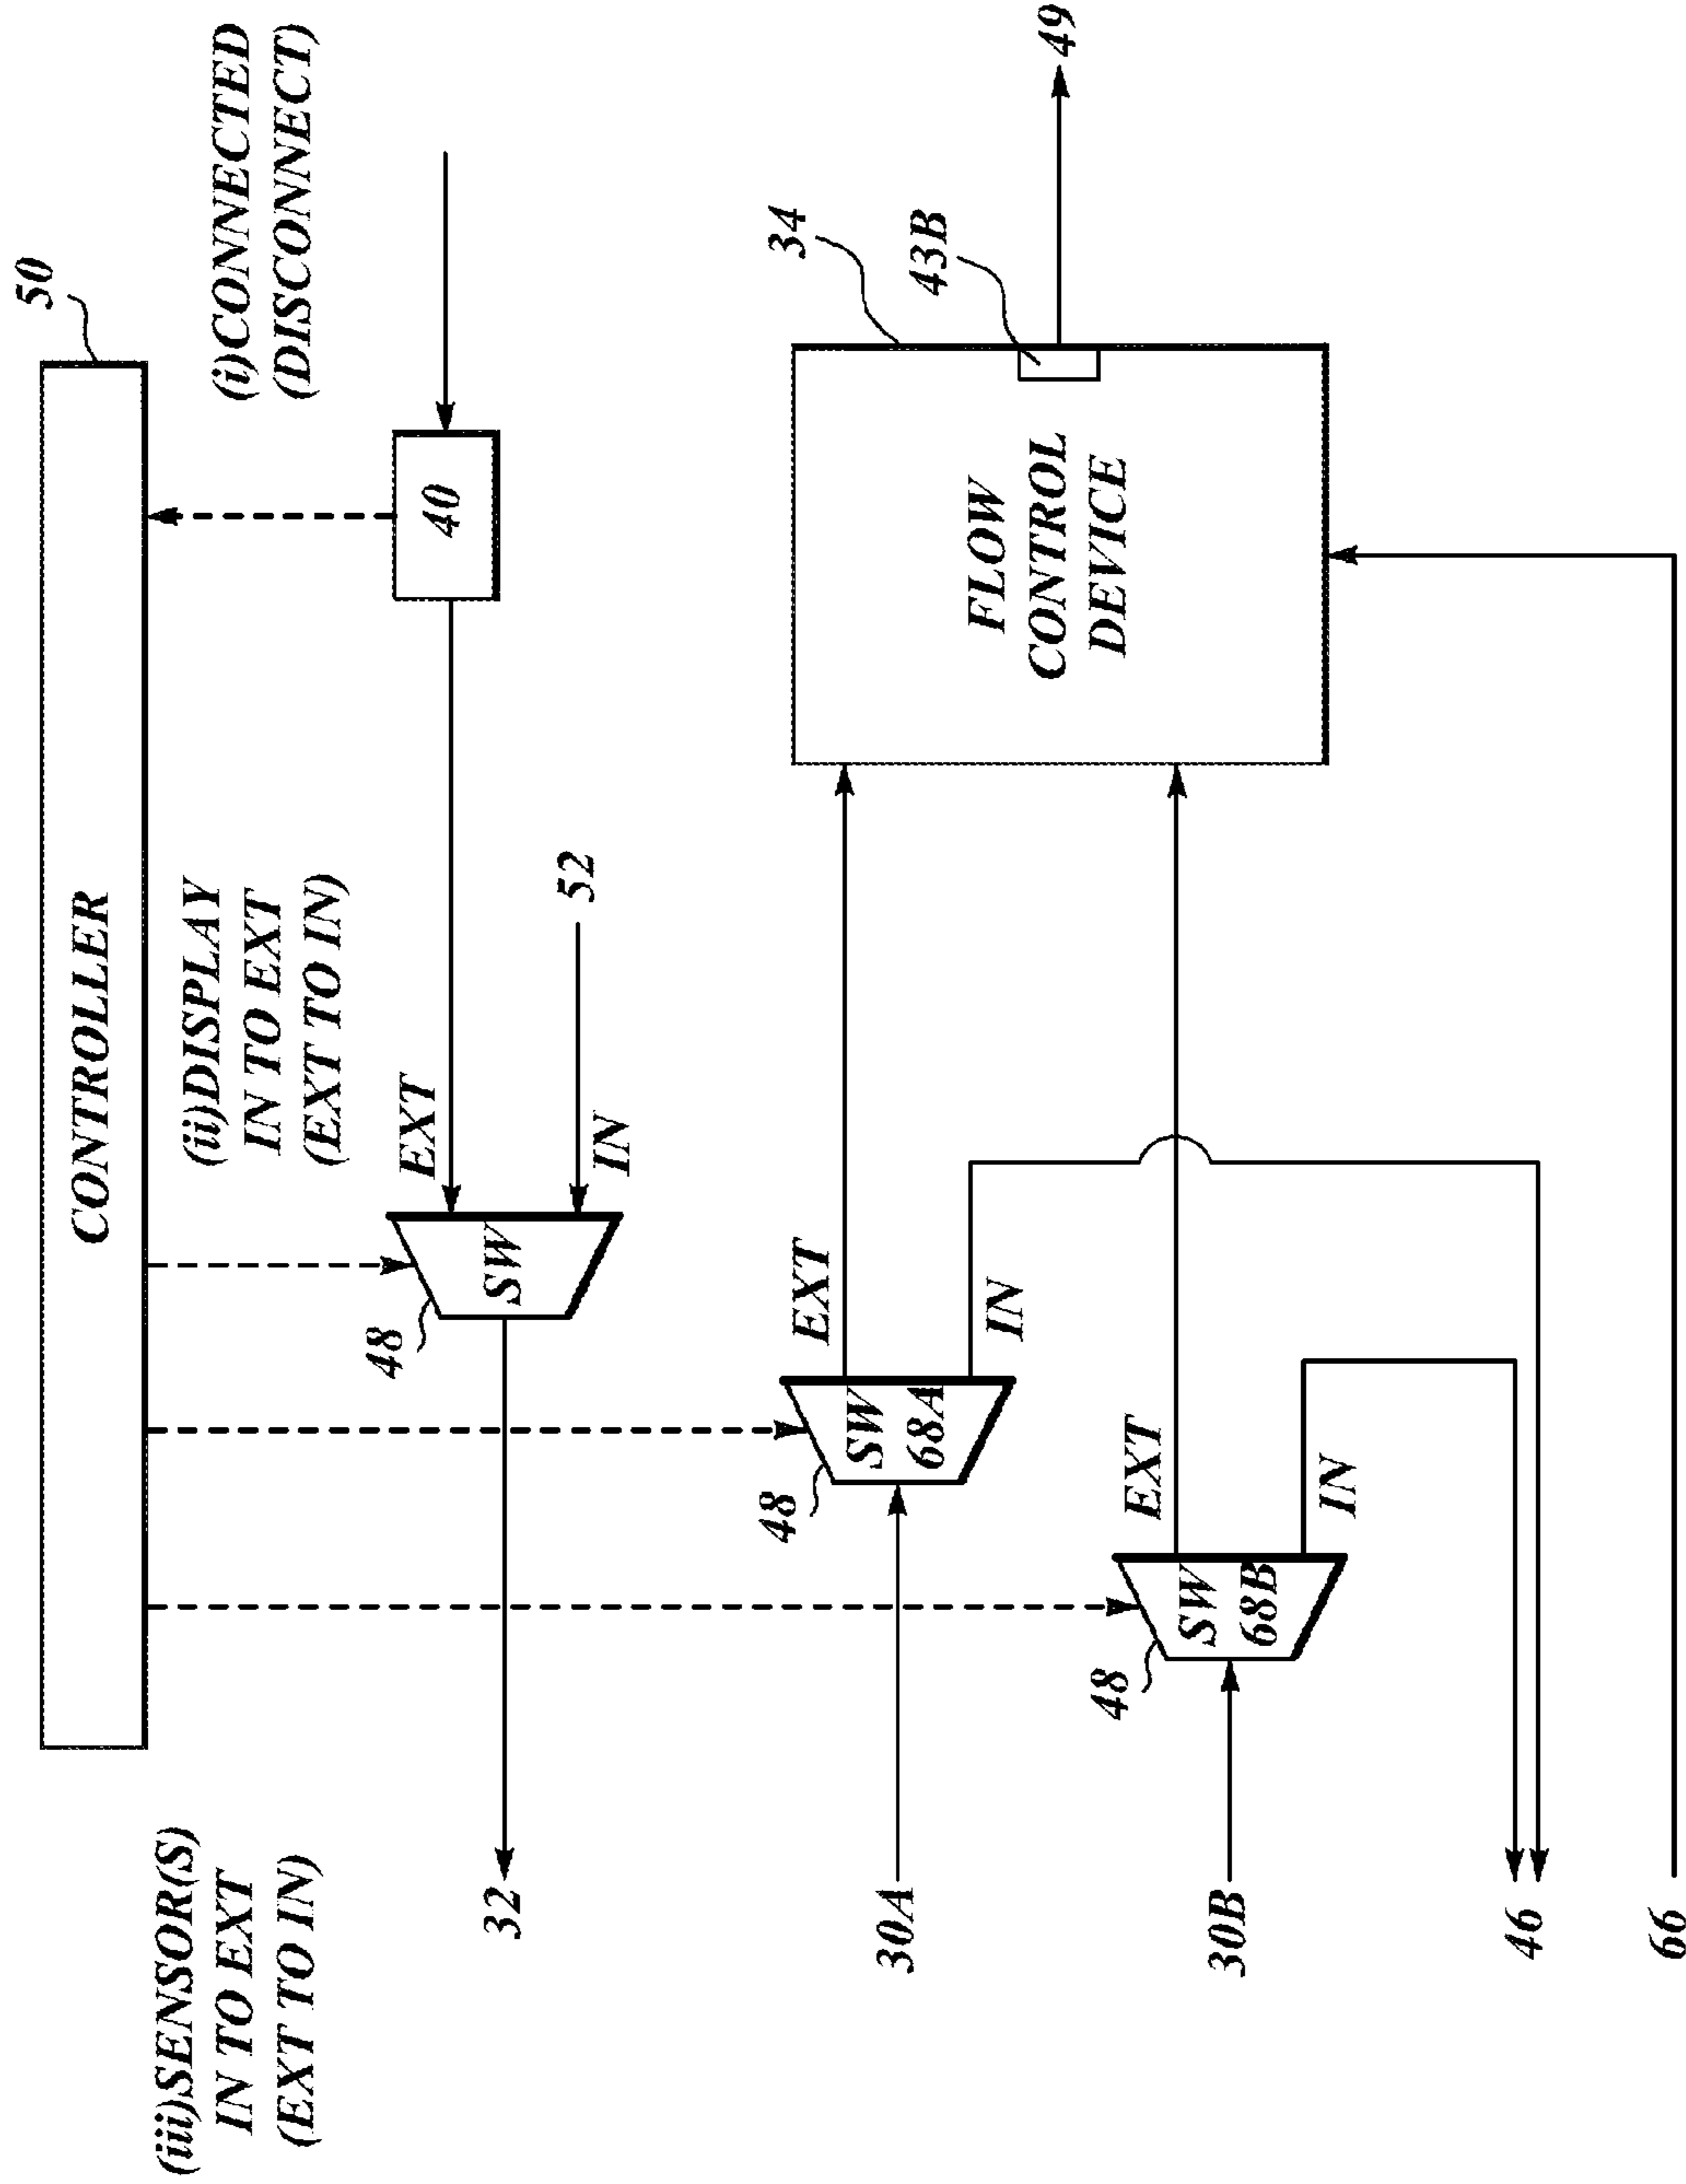 50
CONTROLLER
(iii)SENSOR(S)
IN TO EXT
(EXT TO IN)
(ii)DISPLAY
IN TO EXT
(EXT TO IN)
(i)CONNECTED
(DISCONNECT)
40
EXT
48
SW
32
52
IN
34
EXT
48
SW
68A
30A
IN
43B
FLOW
CONTROL
DEVICE
49
EXT
48
SW
68B
30B
IN
46
66